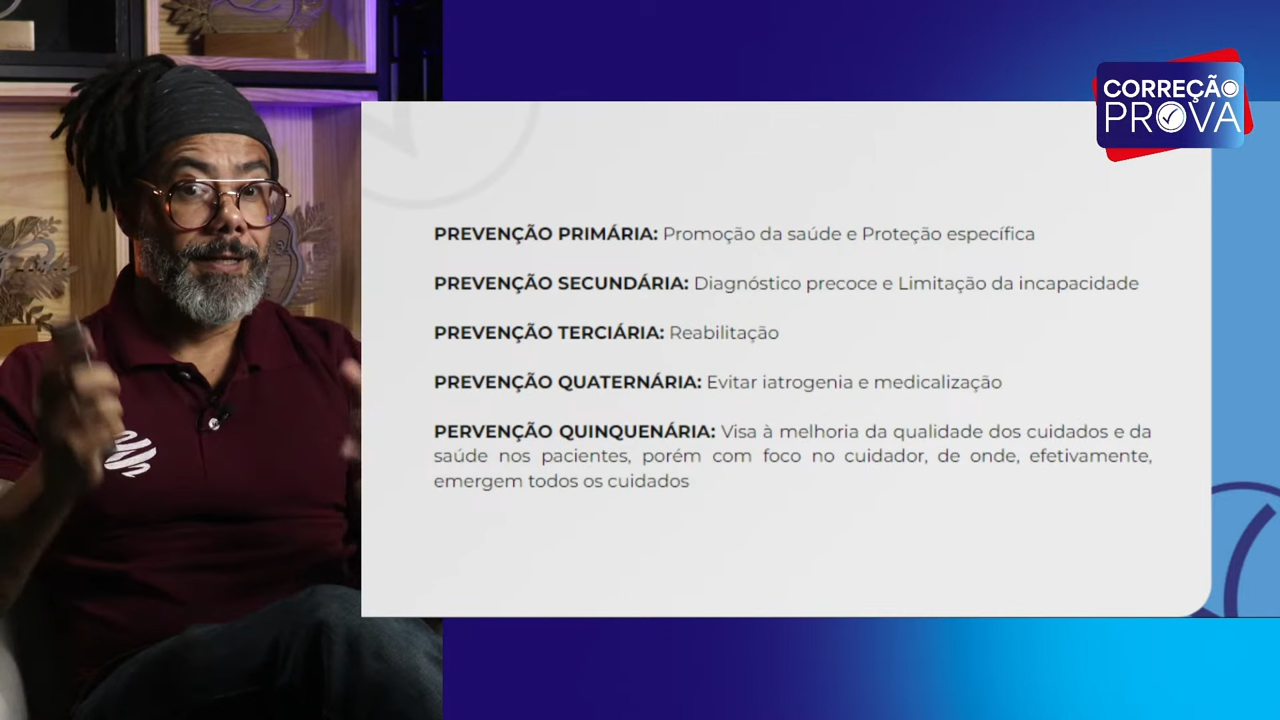 CORREÇÃO
PROVA
PREVENÇÃO PRIMÁRIA: Promoção da saúde e Proteção específica
PREVENÇÃO SECUNDÁRIA: Diagnóstico precoce e Limitação da incapacidade
PREVENÇÃO TERCIÁRIA: Reabilitação
PREVENÇÃO QUATERNÁRIA: Evitar iatrogenia e medicalização
PERVENÇÃO QUINQUENÁRIA: Visa à melhoria da qualidade dos cuidados e da
saúde nos pacientes, porém com foco no cuidador, de onde, efetivamente,
emergem todos os cuidados